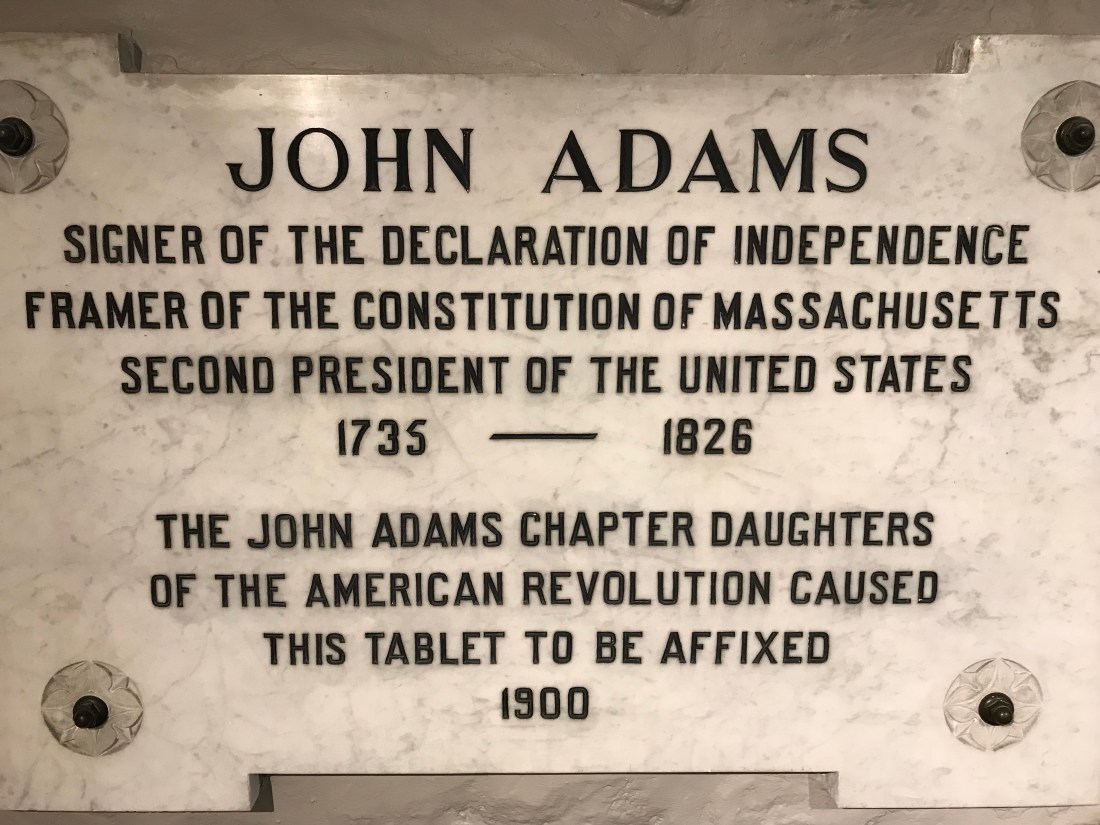 JOHN ADAMS
SIGNER OF THE DECLARATION OF INDEPENDENCE
FRAMER OF THE CONSTITUTION OF MASSACHUSETTS
SECOND PRESIDENT OF THE UNITED STATES
1735 — 1826
THE JOHN ADAMS CHAPTER DAUGHTERS
OF THE AMERICAN REVOLUTION CAUSED
THIS TABLET TO BE AFFIXED
1900